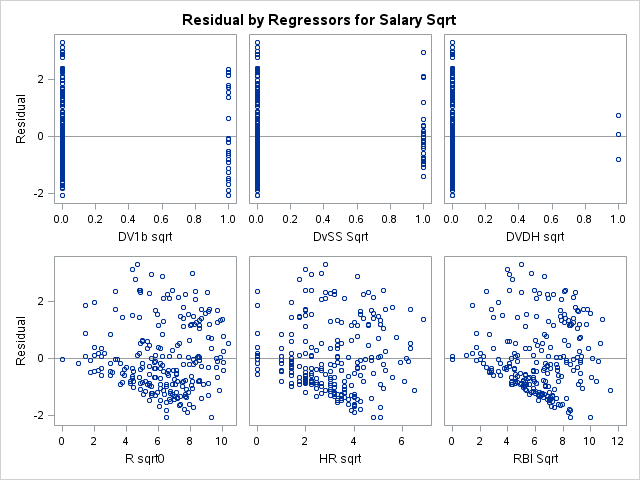 Residual by Regressors for Salary Sqrt
Residual
2
0
-2
0.0 0.2 0.4 0.6 0.8 1.0
DV1b sqrt
0.0 0.2 0.4 0.6 0.8 1.0
DvSS Sqrt
0.0 0.2 0.4 0.6 0.8 1.0
DVDH sqrt
Residual
2
0
-2
0 2 4 6 8 10
R sqrt0
0 2 4 6
HR sqrt
0 2 4 6 8 10 12
RBI Sqrt